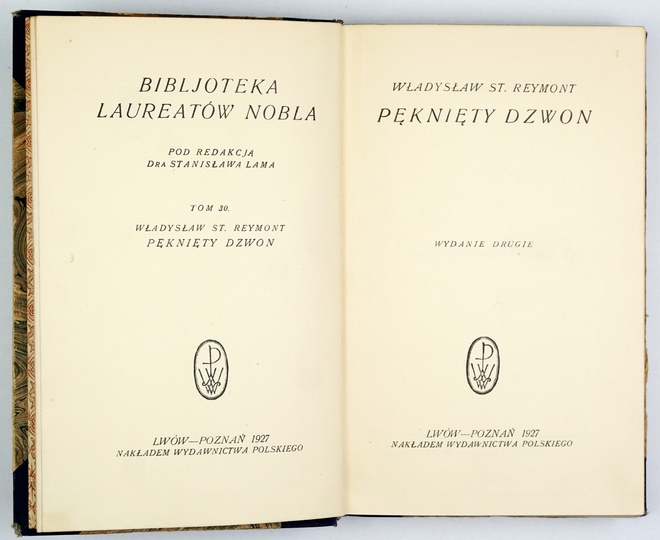 BIBLJOTEKA
LAUREATÓW NOBLA
POD REDAKCJĄ
DRA STANISŁAWA LAMA
TOM 30.
WŁADYSŁAW ST. REYMONT
PĘKNIĘTY DZWON
LWÓW—POZNAŃ 1927
NAKŁADEM WYDAWNICTWA POLSKIEGO
WŁADYSŁAW ST. REYMONT
PĘKNIĘTY DZWON
WYDANIE DRUGIE
LWÓW—POZNAŃ 1927
NAKŁADEM WYDAWNICTWA POLSKIEGO